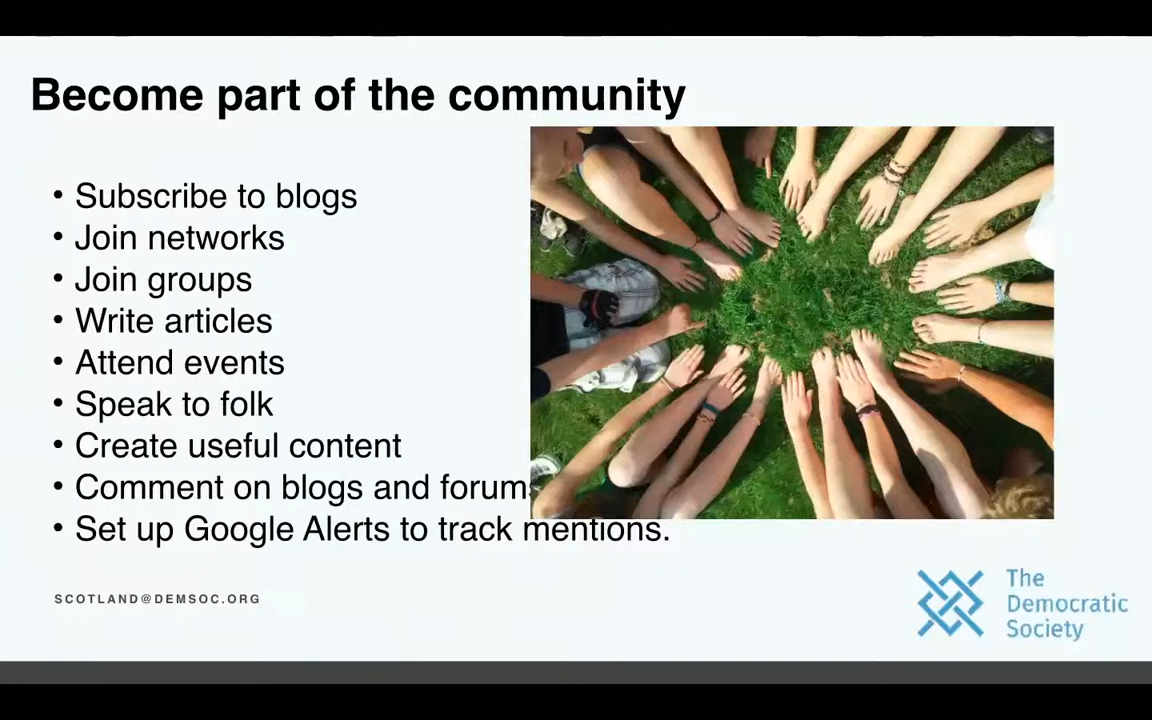 Become part of the community
• Subscribe to blogs
• Join networks
• Join groups
• Write articles
• Attend events
• Speak to folk
• Create useful content
• Comment on blogs and forums
• Set up Google Alerts to track mentions.
SCOTLAND@DEMSOC.ORG
The
Democratic
Society